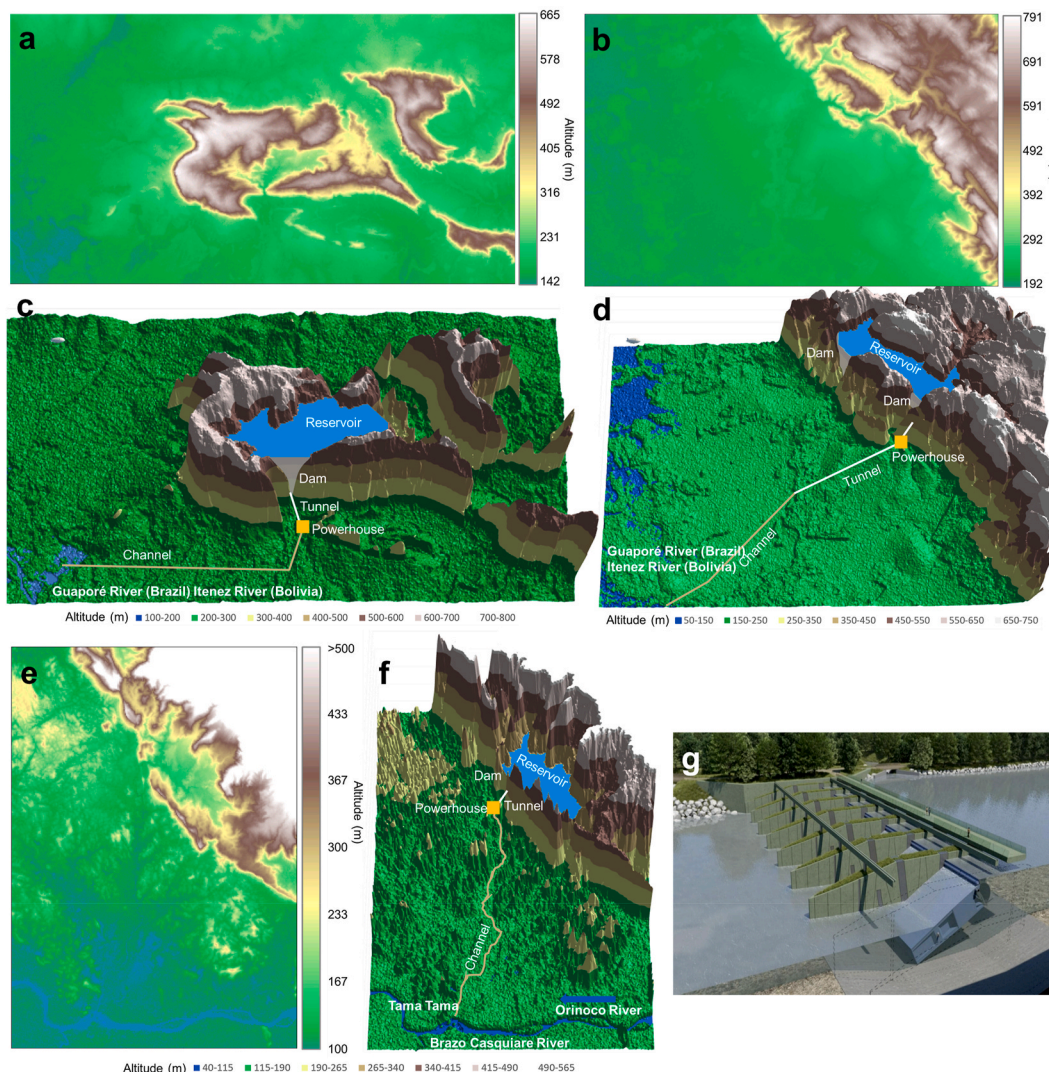 a
665
578
492
405
316
231
142
Altitude (m)
b
791
691
591
491
392
292
192
c
Reservoir
Dam
Tunnel
Powerhouse
Channel
Guaporé River (Brazil) Itenez River (Bolivia)
Altitude (m) 100-200 200-300 300-400 400-500 500-600 600-700 700-800
d
Dam
Reservoir
Dam
Powerhouse
Tunnel
Channel
Guaporé River (Brazil)
Itenez River (Bolivia)
Altitude (m) 50-150 150-250 250-350 350-450 450-550 550-650 650-750
e
>500
433
367
300
233
167
100
Altitude (m)
f
Dam
Reservoir
Powerhouse
Tunnel
Channel
Tama Tama
Orinoco River
Brazo Casquiare River
Altitude (m) 40-115 115-190 190-265 265-340 340-415 415-490 490-565
g